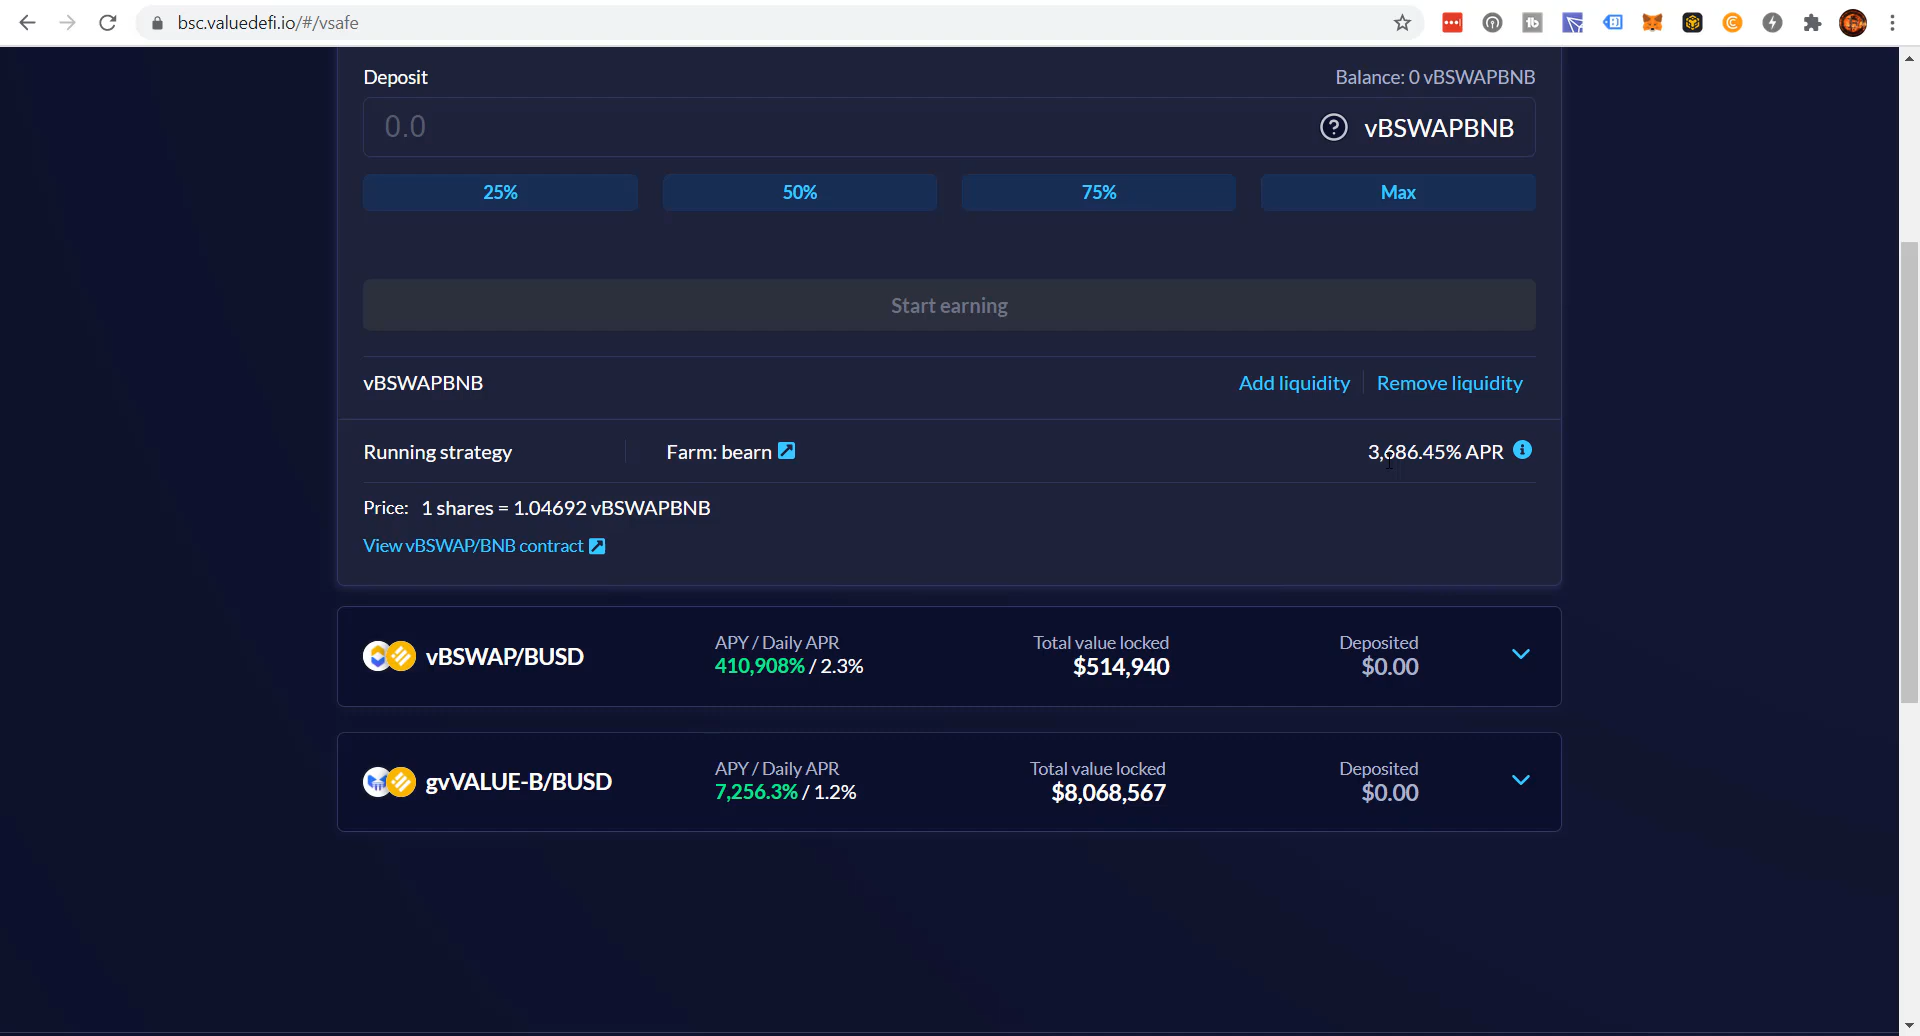 bsc.valuedefi.io/#/vsafe
Deposit Balance: 0 vBSWAPBNB
0.0 vBSWAPBNB
25% 50% 75% Max
Start earning
vBSWAPBNB Add liquidity Remove liquidity
Running strategy Farm: bearn 3,686.45% APR
Price: 1 shares = 1.04692 vBSWAPBNB
View vBSWAP/BNB contract
APY / Daily APR Total value locked Deposited
vBSWAP/BUSD 410,908% / 2.3% $514,940 $0.00
APY / Daily APR Total value locked Deposited
gvVALUE-B/BUSD 7,256.3% / 1.2% $8,068,567 $0.00